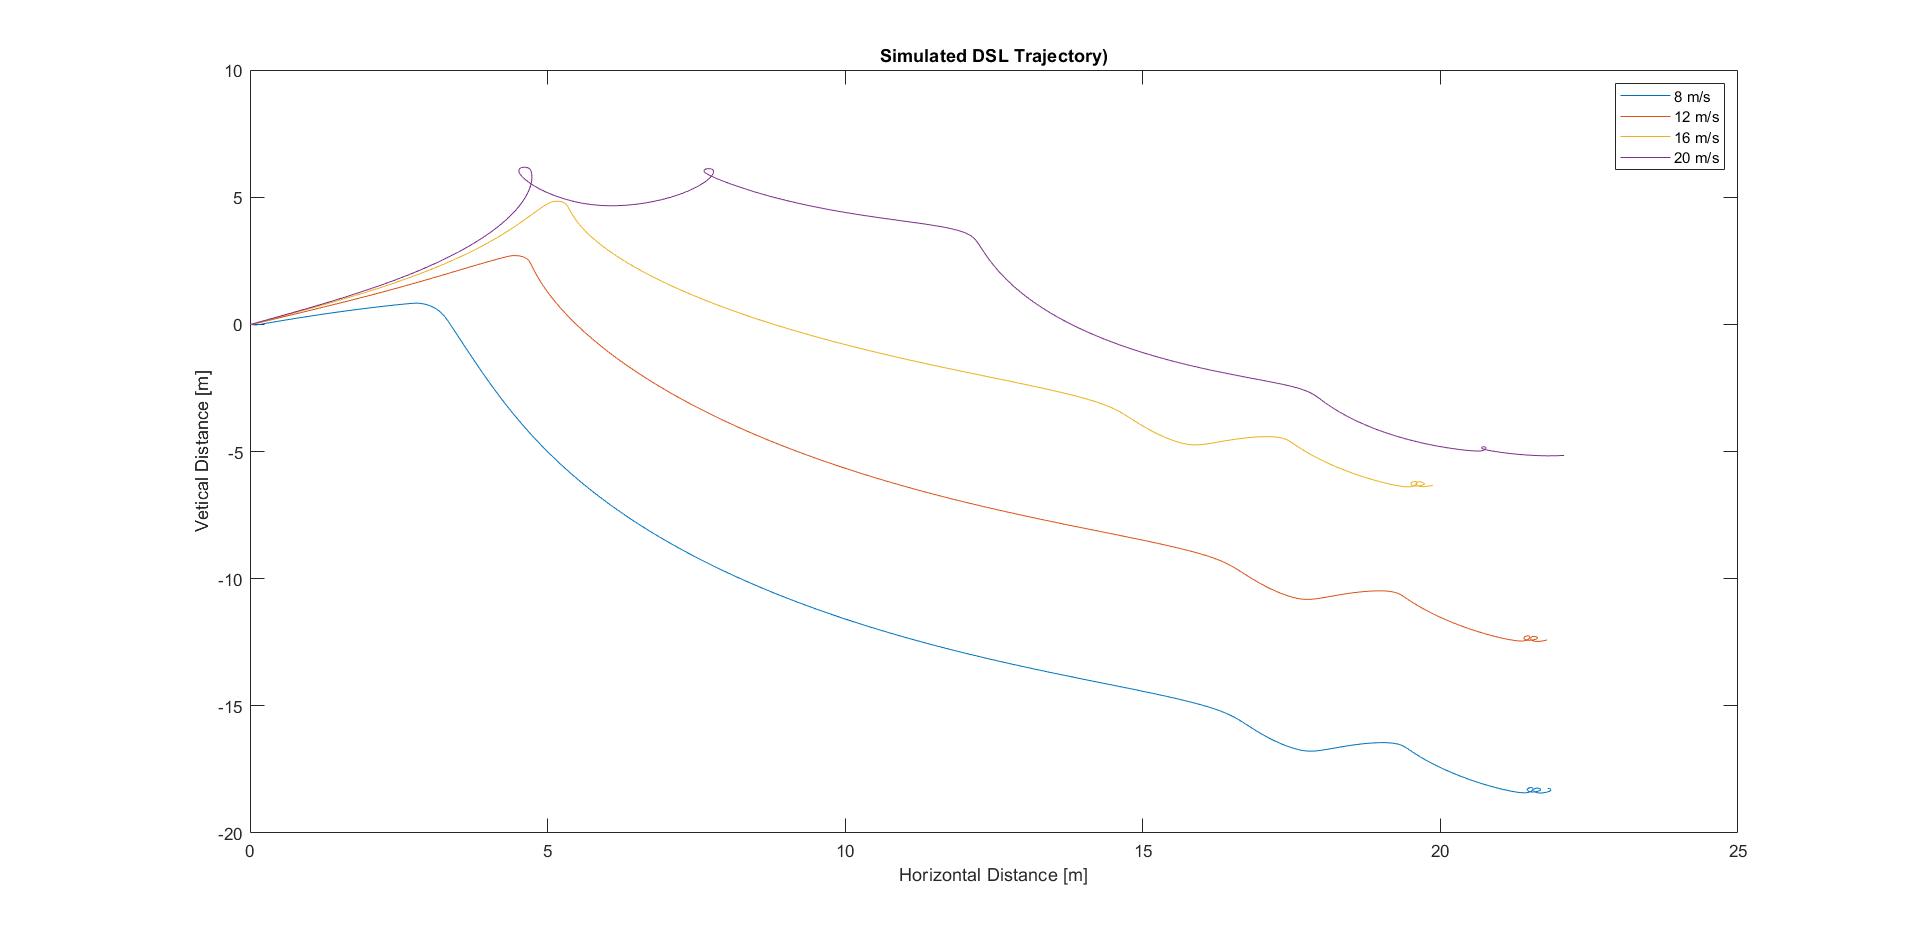 Simulated DSL Trajectory)
10
5
0
-5
-10
-15
-20
Vetical Distance [m]
8 m/s
12 m/s
16 m/s
20 m/s
0 5 10 15 20 25
Horizontal Distance [m]